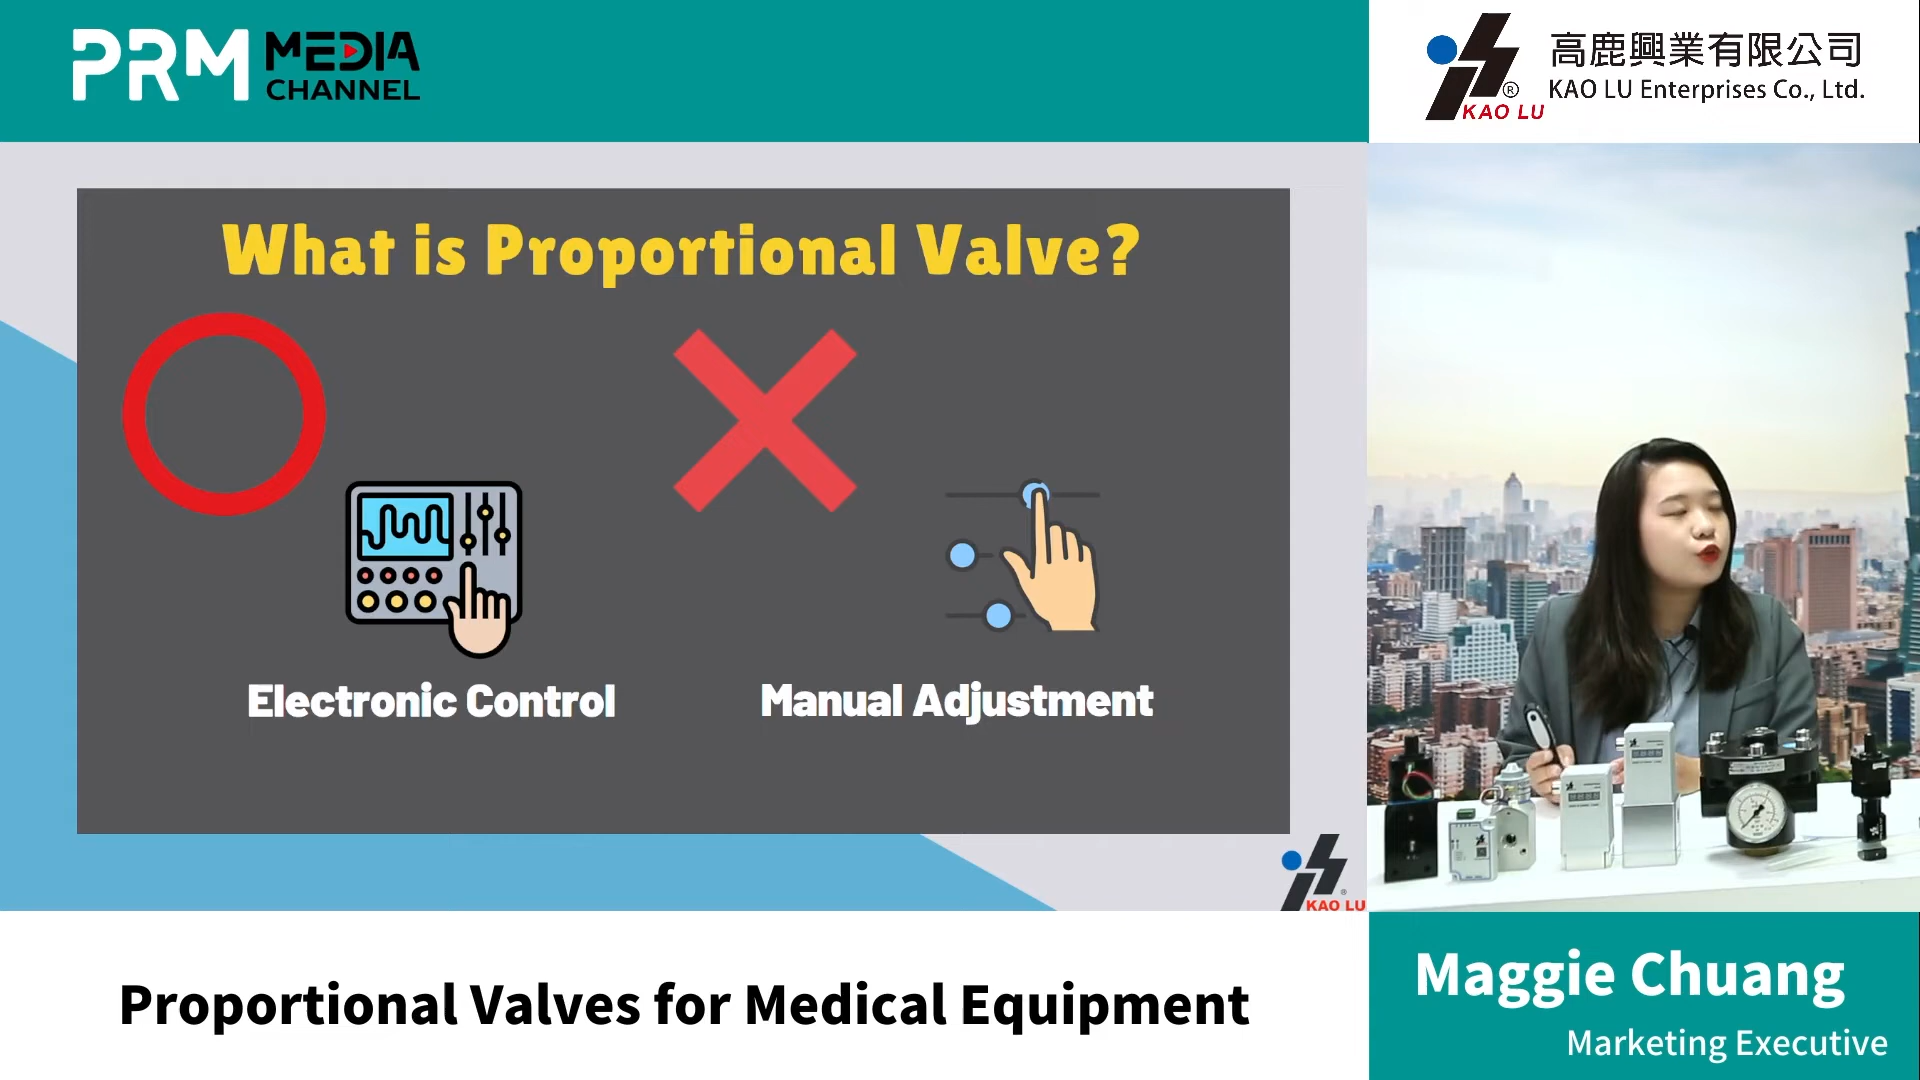 PRM MEDIA
CHANNEL
高鹿興業有限公司
KAO LU Enterprises Co., Ltd.
®
KAO LU
What is Proportional Valve?
Electronic Control
Manual Adjustment
®
KAO LU
Proportional Valves for Medical Equipment
Maggie Chuang
Marketing Executive